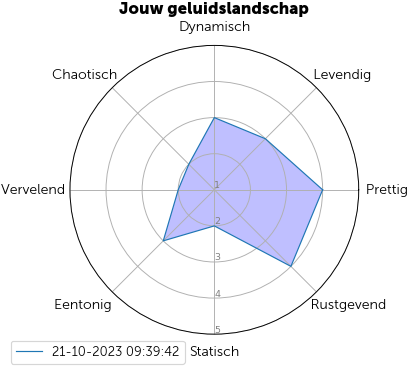 Jouw geluidslandschap
Dynamisch
Chaotisch
Levendig
Vervelend
1
Prettig
2
3
4
Eentonig
Rustgevend
5
21-10-2023 09:39:42
Statisch